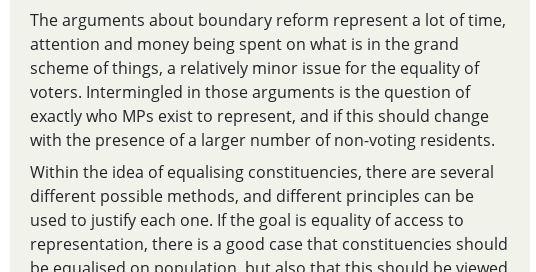 The arguments about boundary reform represent a lot of time,
attention and money being spent on what is in the grand
scheme of things, a relatively minor issue for the equality of
voters. Intermingled in those arguments is the question of
exactly who MPs exist to represent, and if this should change
with the presence of a larger number of non-voting residents.
Within the idea of equalising constituencies, there are several
different possible methods, and different principles can be
used to justify each one. If the goal is equality of access to
representation, there is a good case that constituencies should
be equalised on population, but also that this should be viewed